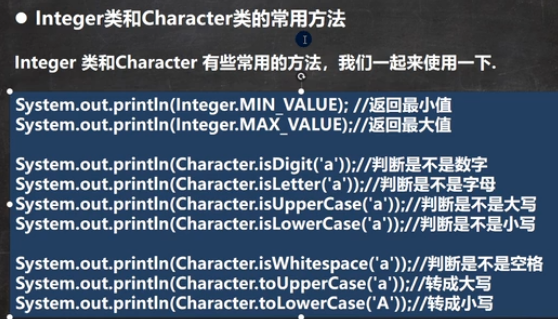 ● Integer类和Character类的常用方法
Integer 类和Character 有些常用的方法，我们一起来使用一下.
System.out.println(Integer.MIN_VALUE); //返回最小值
System.out.println(Integer.MAX_VALUE);//返回最大值
System.out.println(Character.isDigit('a'));//判断是不是数字
System.out.println(Character.isLetter('a'));//判断是不是字母
System.out.println(Character.isUpperCase('a'));//判断是不是大写
System.out.println(Character.isLowerCase('a'));//判断是不是小写
System.out.println(Character.isWhitespace('a'));//判断是不是空格
System.out.println(Character.toUpperCase('a'));//转成大写
System.out.println(Character.toLowerCase('A'));//转成小写